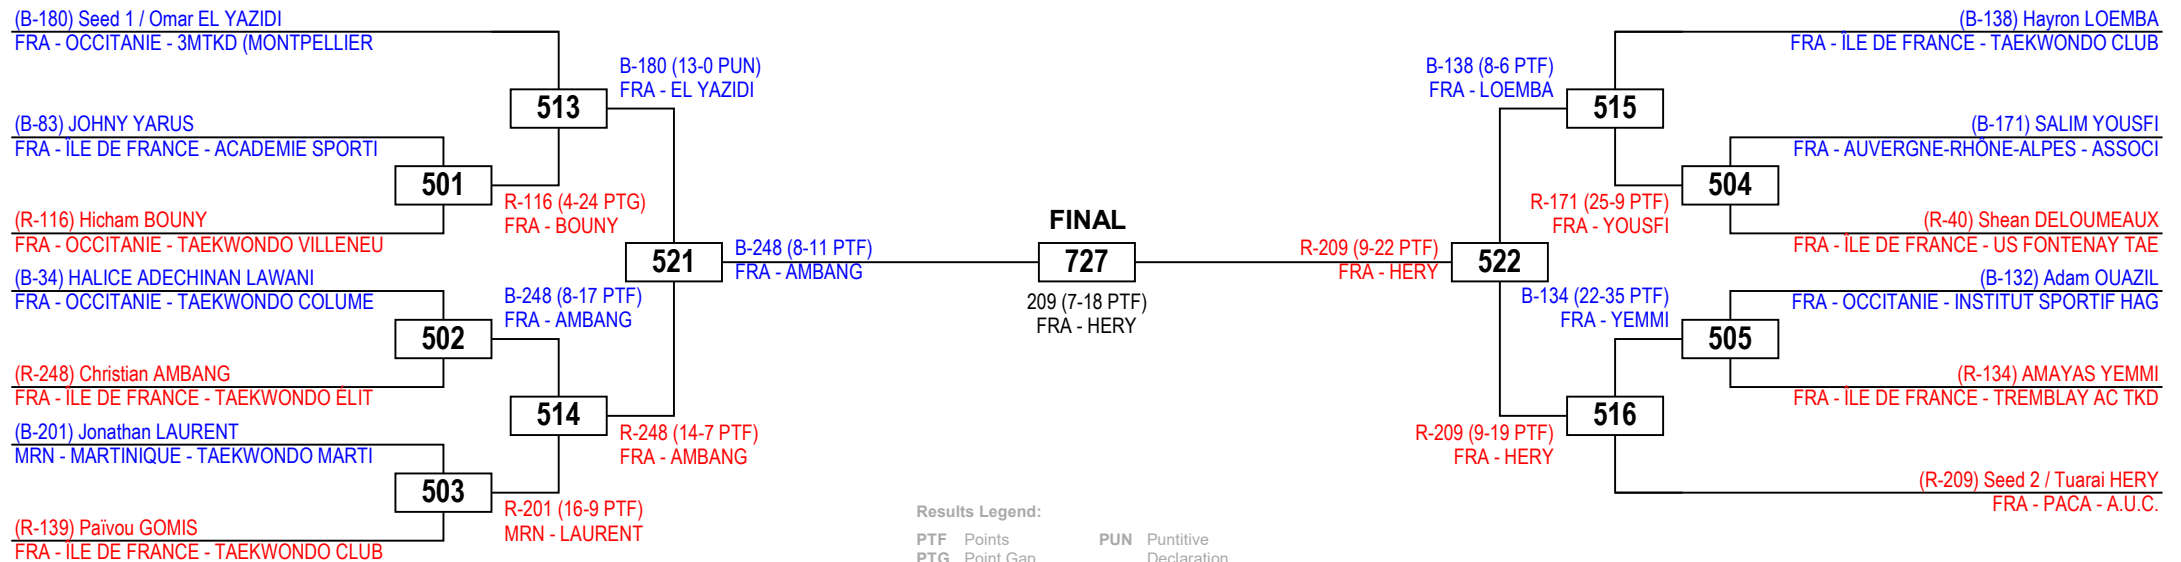 (B-180) Seed 1 / Omar EL YAZIDI
FRA - OCCITANIE - 3MTKD (MONTPELLIER
(B-83) JOHNY YARUS
FRA - ÎLE DE FRANCE - ACADEMIE SPORTI
(R-116) Hicham BOUNY
FRA - OCCITANIE - TAEKWONDO VILLENEU
(B-34) HALICE ADECHINAN LAWANI
FRA - OCCITANIE - TAEKWONDO COLUME
(R-248) Christian AMBANG
FRA - ÎLE DE FRANCE - TAEKWONDO ÉLIT
(B-201) Jonathan LAURENT
MRN - MARTINIQUE - TAEKWONDO MARTI
(R-139) Païvou GOMIS
FRA - ÎLE DE FRANCE - TAEKWONDO CLUB
501
502
503
R-116 (4-24 PTG)
FRA - BOUNY
B-248 (8-17 PTF)
FRA - AMBANG
R-201 (16-9 PTF)
MRN - LAURENT
513
514
B-180 (13-0 PUN)
FRA - EL YAZIDI
R-248 (14-7 PTF)
FRA - AMBANG
521
B-248 (8-11 PTF)
FRA - AMBANG
FINAL
727
209 (7-18 PTF)
FRA - HERY
R-209 (9-22 PTF)
FRA - HERY
522
B-138 (8-6 PTF)
FRA - LOEMBA
R-209 (9-19 PTF)
FRA - HERY
515
516
R-171 (25-9 PTF)
FRA - YOUSFI
B-134 (22-35 PTF)
FRA - YEMMI
504
505
(B-138) Hayron LOEMBA
FRA - ÎLE DE FRANCE - TAEKWONDO CLUB
(B-171) SALIM YOUSFI
FRA - AUVERGNE-RHÔNE-ALPES - ASSOCI
(R-40) Shean DELOUMEAUX
FRA - ÎLE DE FRANCE - US FONTENAY TAE
(B-132) Adam OUAZIL
FRA - OCCITANIE - INSTITUT SPORTIF HAG
(R-134) AMAYAS YEMMI
FRA - ÎLE DE FRANCE - TREMBLAY AC TKD
(R-209) Seed 2 / Tuarai HERY
FRA - PACA - A.U.C.
Results Legend:
PTF Points PUN Puntitive
PTG Point Gap Declaration